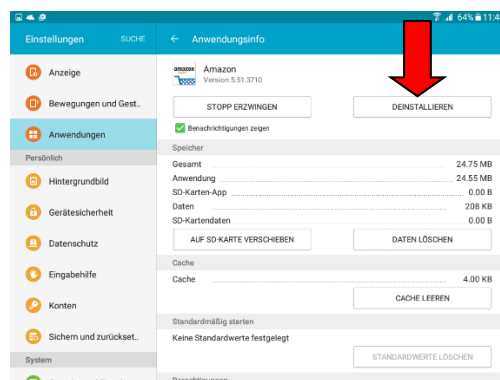 64% 11:4
Einstellungen SUCHE
Anwendungsinfo
Anzeige
Bewegungen und Gest..
Anwendungen
Persönlich
Hintergrundbild
Gerätesicherheit
Datenschutz
Eingabehilfe
Konten
Sichern und zurückset..
System
amazon
Amazon
Version 5.51.3710
STOPP ERZWINGEN DEINSTALLIEREN
Benachrichtigungen zeigen
Speicher
Gesamt 24.75 MB
Anwendung 24.55 MB
SD-Karten-App 0.00 B
Daten 208 KB
SD-Kartendaten 0.00 B
AUF SD-KARTE VERSCHIEBEN DATEN LÖSCHEN
Cache
Cache 4.00 KB
CACHE LEEREN
Standardmäßig starten
Keine Standardwerte festgelegt
STANDARDWERTE LÖSCHEN